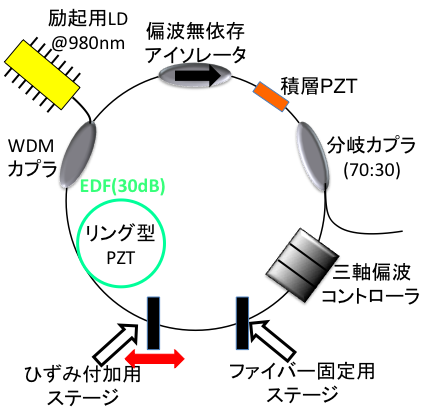 励起用LD
@980nm
偏波無依存
アイソレータ
積層PZT
分岐カプラ
(70:30)
WDM
カプラ
EDF(30dB)
リング型
PZT
三軸偏波
コントローラ
ひずみ付加用
ステージ
ファイバー固定用
ステージ